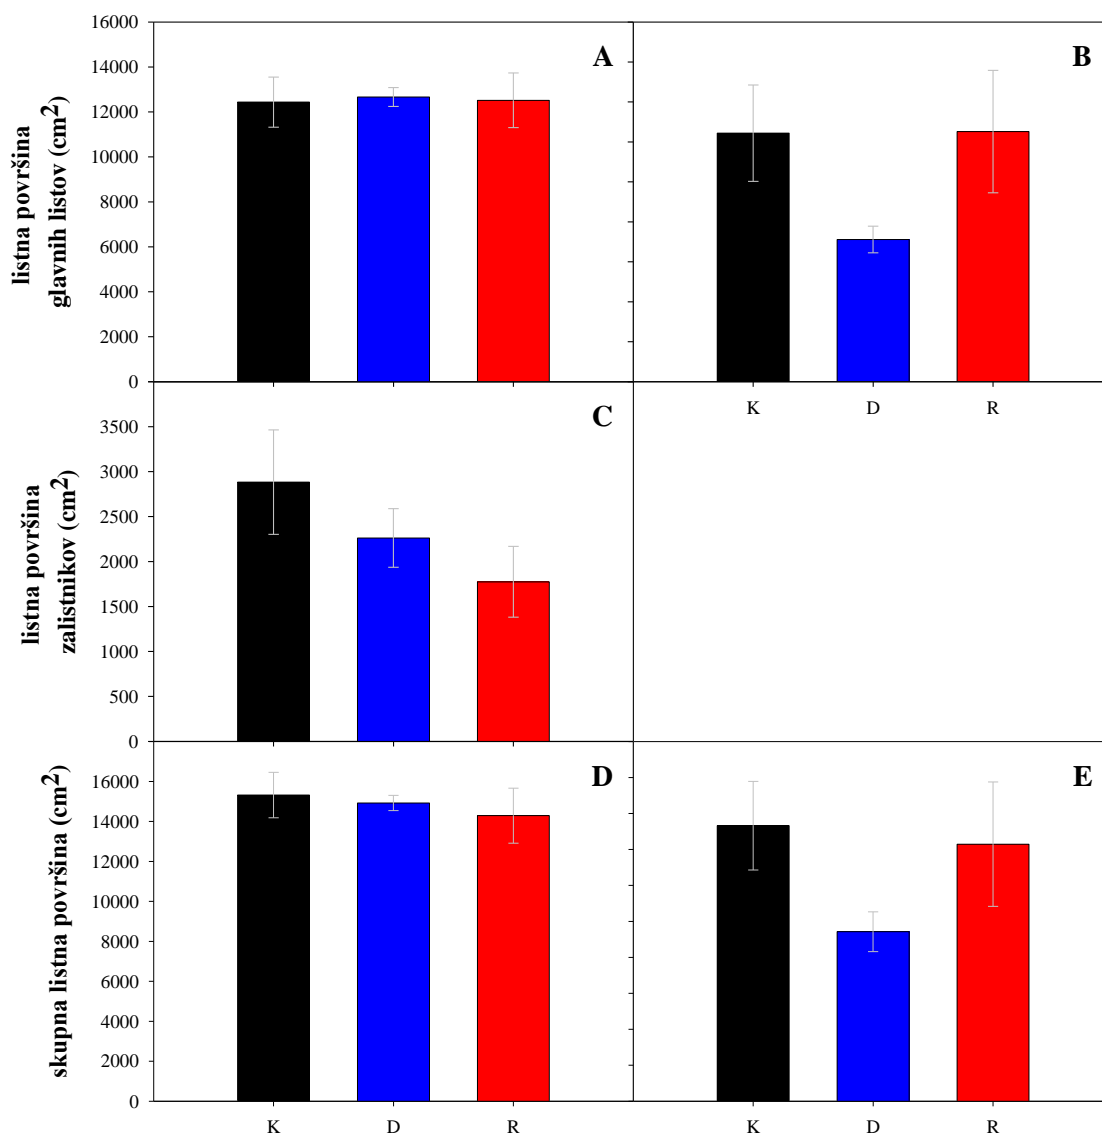 16000
14000
12000
10000
8000
6000
4000
2000
0
listna površina
glavnih listov (cm2)
A
B
K D R
3500
3000
2500
2000
1500
1000
500
0
listna površina
zalistnikov (cm2)
C
16000
14000
12000
10000
8000
6000
4000
2000
0
skupna listna površina (cm2)
D
E
K D R
K D R